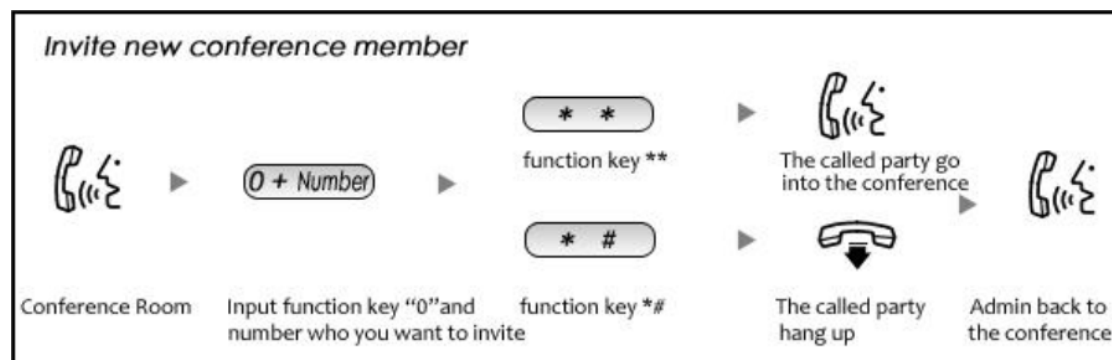 Invite new conference member
* *
function key **
The called party go
into the conference
0 + Number
* #
Conference Room
Input function key “0”and
number who you want to invite
function key *#
The called party
hang up
Admin back to
the conference